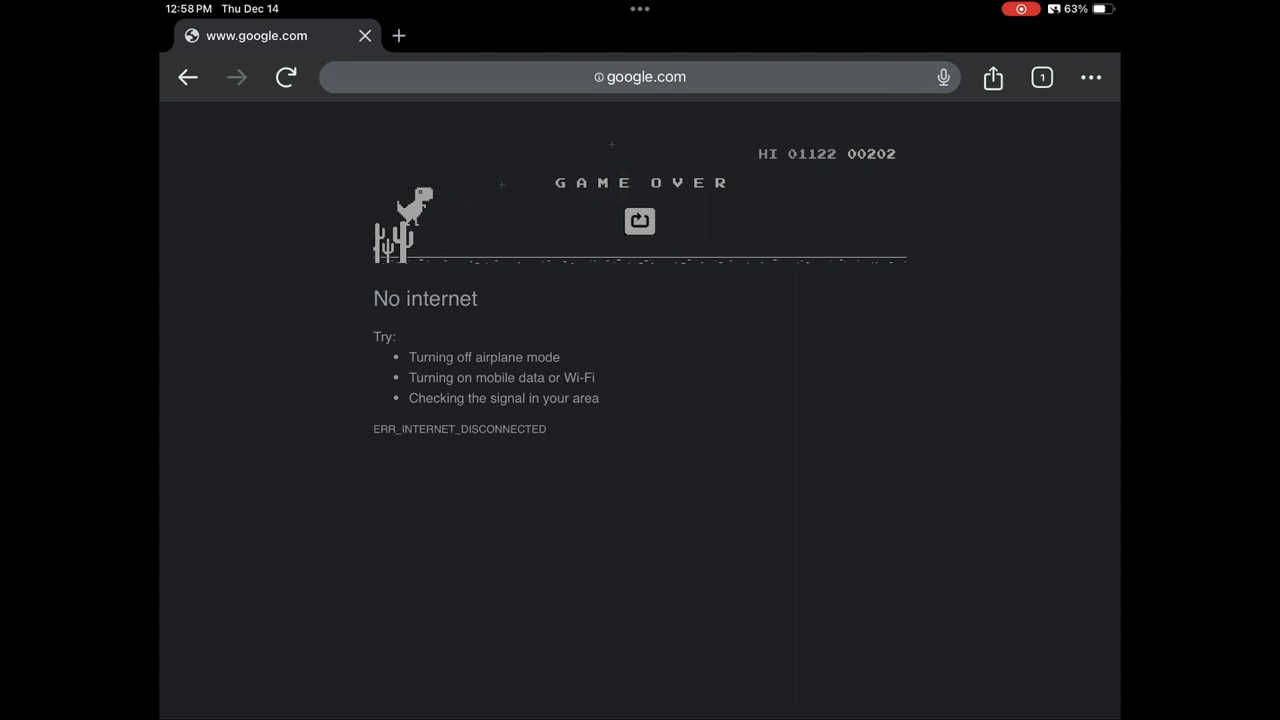 12:58 PM Thu Dec 14
63%
www.google.com
google.com
1
HI 01122 00202
GAME OVER
No internet
Try:
• Turning off airplane mode
• Turning on mobile data or Wi-Fi
• Checking the signal in your area
ERR_INTERNET_DISCONNECTED